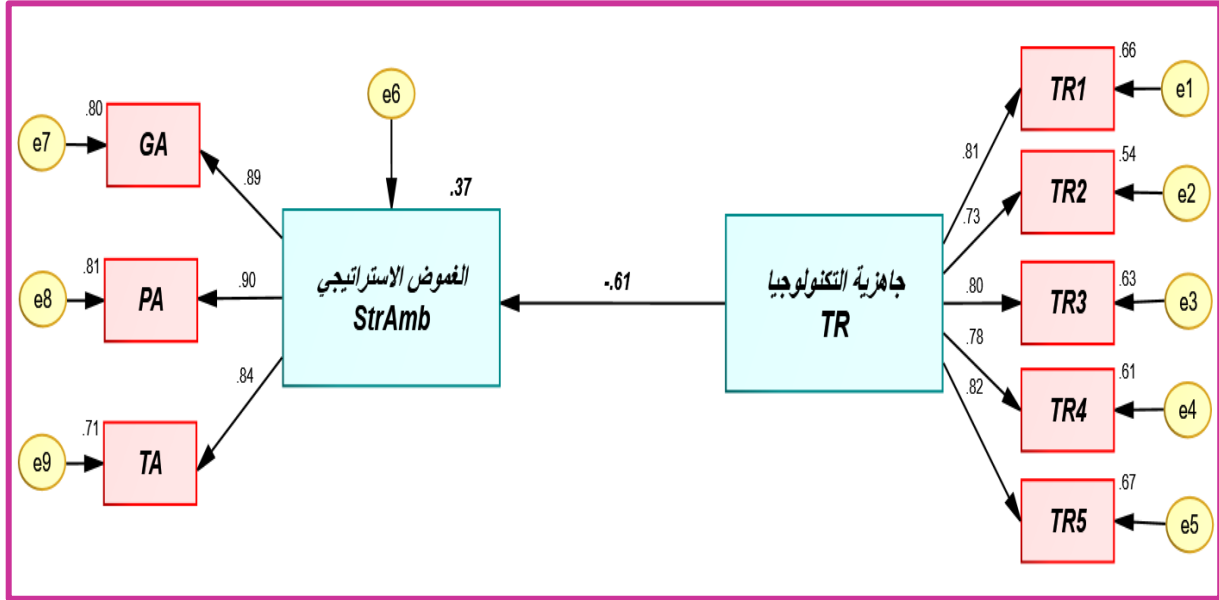 e6
.80
e7
GA
.89
.37
الغموض الاستراتيجي
StrAmb
.81
e8
PA
.90
.84
.71
e9
TA
-.61
جاهزية التكنولوجيا
TR
.66
TR1
e1
.81
.54
TR2
e2
.73
.63
TR3
e3
.80
.61
TR4
e4
.78
.67
TR5
e5
.82